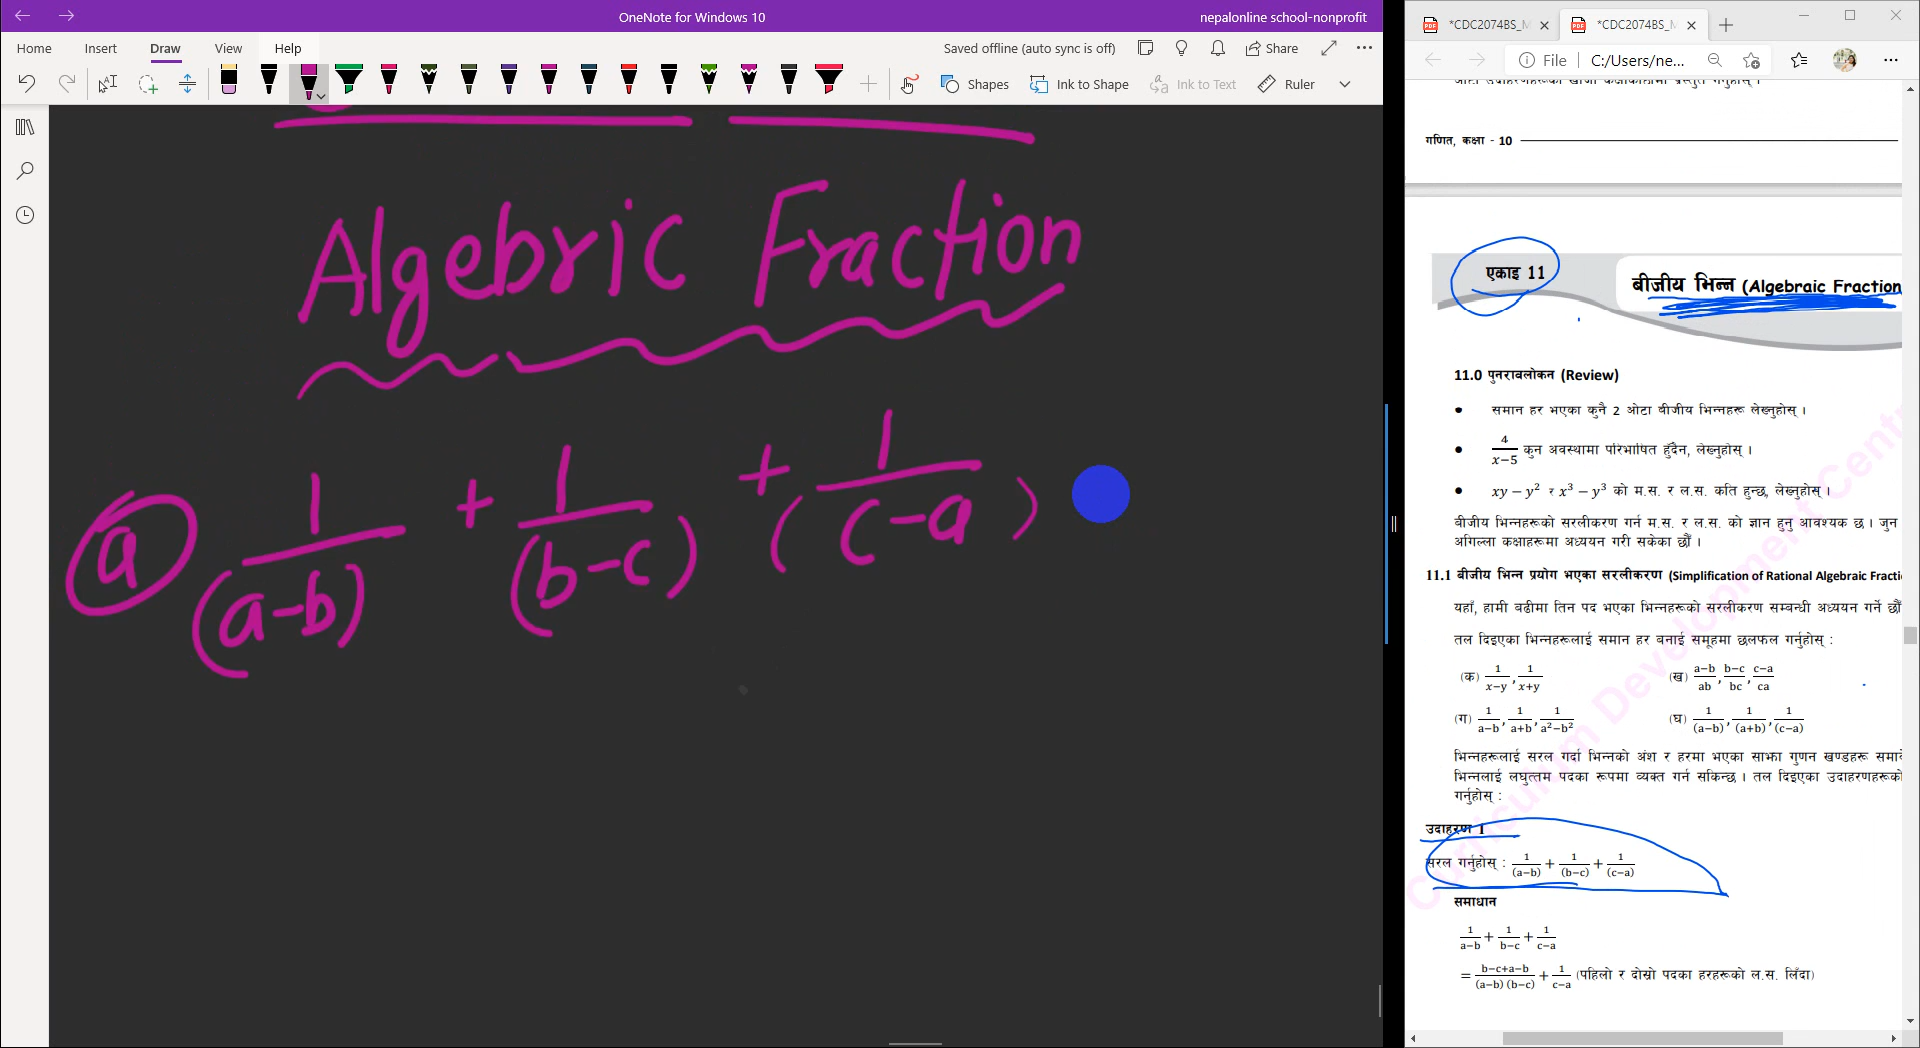 OneNote for Windows 10
nepalonline school-nonprofit
Home Insert Draw View Help
Saved offline (auto sync is off) Share
Shapes Ink to Shape Ink to Text Ruler
Algebric Fraction
a 1/(a-b) + 1/(b-c) + 1/(c-a)
*CDC2074BS_M *CDC2074BS_M
File C:/Users/ne...
गणित, कक्षा - 10
एकाइ 11
बीजीय भिन्न (Algebraic Fraction
11.0 पुनरावलोकन (Review)
• समान हर भएका कुनै 2 ओटा बीजीय भिन्नहरू लेख्नुहोस् ।
• 4/(x−5) कुन अवस्थामा परिभाषित हुँदैन, लेख्नुहोस् ।
• xy − y² र x³ − y³ को म.स. र ल.स. कति हुन्छ, लेख्नुहोस् ।
बीजीय भिन्नहरूको सरलीकरण गर्न म.स. र ल.स. को ज्ञान हुनु आवश्यक छ । जुन
अगिल्ला कक्षाहरूमा अध्ययन गरी सकेका छौँ ।
11.1 बीजीय भिन्न प्रयोग भएका सरलीकरण (Simplification of Rational Algebraic Fracti
यहाँ, हामी बढीमा तिन पद भएका भिन्नहरूको सरलीकरण सम्बन्धी अध्ययन गर्ने छौँ
तल दिइएका भिन्नहरूलाई समान हर बनाई समूहमा छलफल गर्नुहोस् :
(क) 1/(x−y), 1/(x+y) (ख) (a−b)/ab, (b−c)/bc, (c−a)/ca
(ग) 1/(a−b), 1/(a+b), 1/(a²−b²) (घ) 1/(a−b), 1/(a+b), 1/(c−a)
भिन्नहरूलाई सरल गर्दा भिन्नको अंश र हरमा भएका साझा गुणन खण्डहरू
भिन्नलाई लघुत्तम पदका रूपमा व्यक्त गर्न सकिन्छ । तल दिइएका उदाहरणहरूको
गर्नुहोस् :
उदाहरण 1
सरल गर्नुहोस् : 1/(a−b) + 1/(b−c) + 1/(c−a)
समाधान
1/(a−b) + 1/(b−c) + 1/(c−a)
= (b−c+a−b)/((a−b)(b−c)) + 1/(c−a) (पहिलो र दोस्रो पदका हरहरूको ल.स. लिँदा)
Curriculum Development Centr